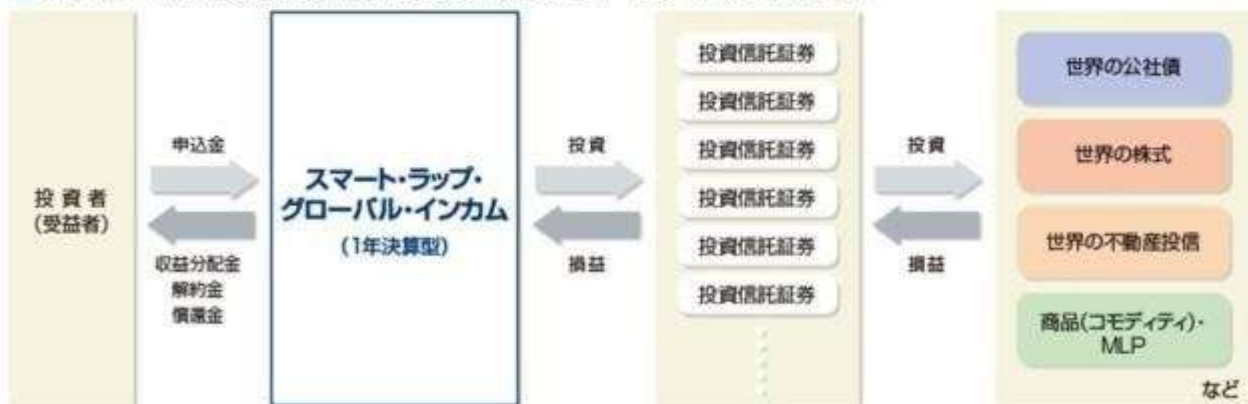 投資者
(受益者)
申込金
収益分配金
解約金
償還金
スマート・ラップ・
グローバル・インカム
(1年決算型)
投資
損益
投資信託証券
投資信託証券
投資信託証券
投資信託証券
投資信託証券
投資信託証券
投資
損益
世界の公社債
世界の株式
世界の不動産投信
商品(コモディティ)・
MLP
など